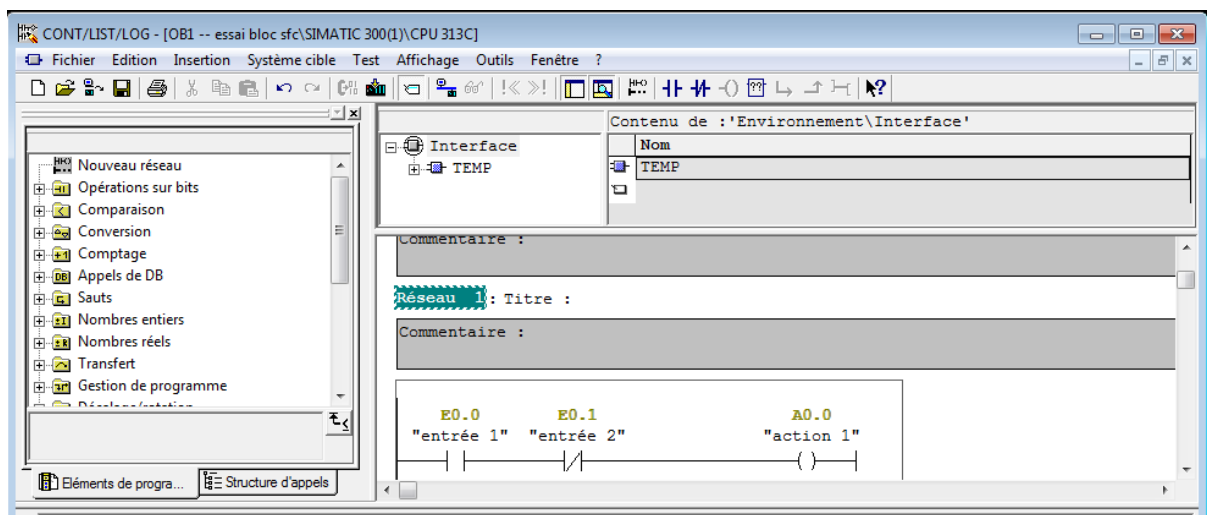 CONT/LIST/LOG - [OB1 -- essai bloc sfc\SIMATIC 300(1)\CPU 313C]
Fichier Edition Insertion Système cible Test Affichage Outils Fenêtre ?
Contenu de :'Environnement\Interface'
Interface
TEMP
Nom
TEMP
Nouveau réseau
Opérations sur bits
Comparaison
Conversion
Comptage
Appels de DB
Sauts
Nombres entiers
Nombres réels
Transfert
Gestion de programme
Décalage/rotation
Eléments de progra... Structure d'appels
Commentaire :
Réseau 1: Titre :
Commentaire :
E0.0 E0.1 A0.0
"entrée 1" "entrée 2" "action 1"